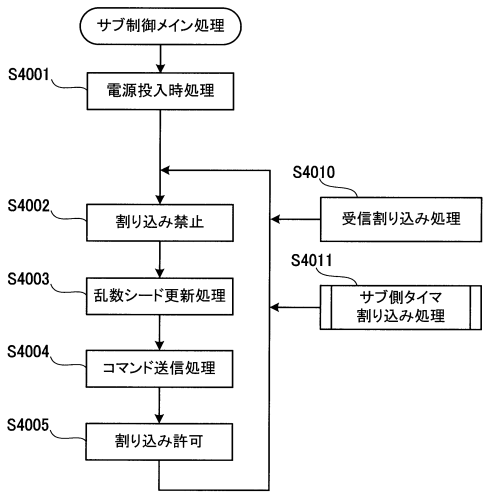 サブ制御メイン処理
S4001
電源投入時処理
S4010
受信割り込み処理
S4002
割り込み禁止
S4011
サブ側タイマ
割り込み処理
S4003
乱数シード更新処理
S4004
コマンド送信処理
S4005
割り込み許可